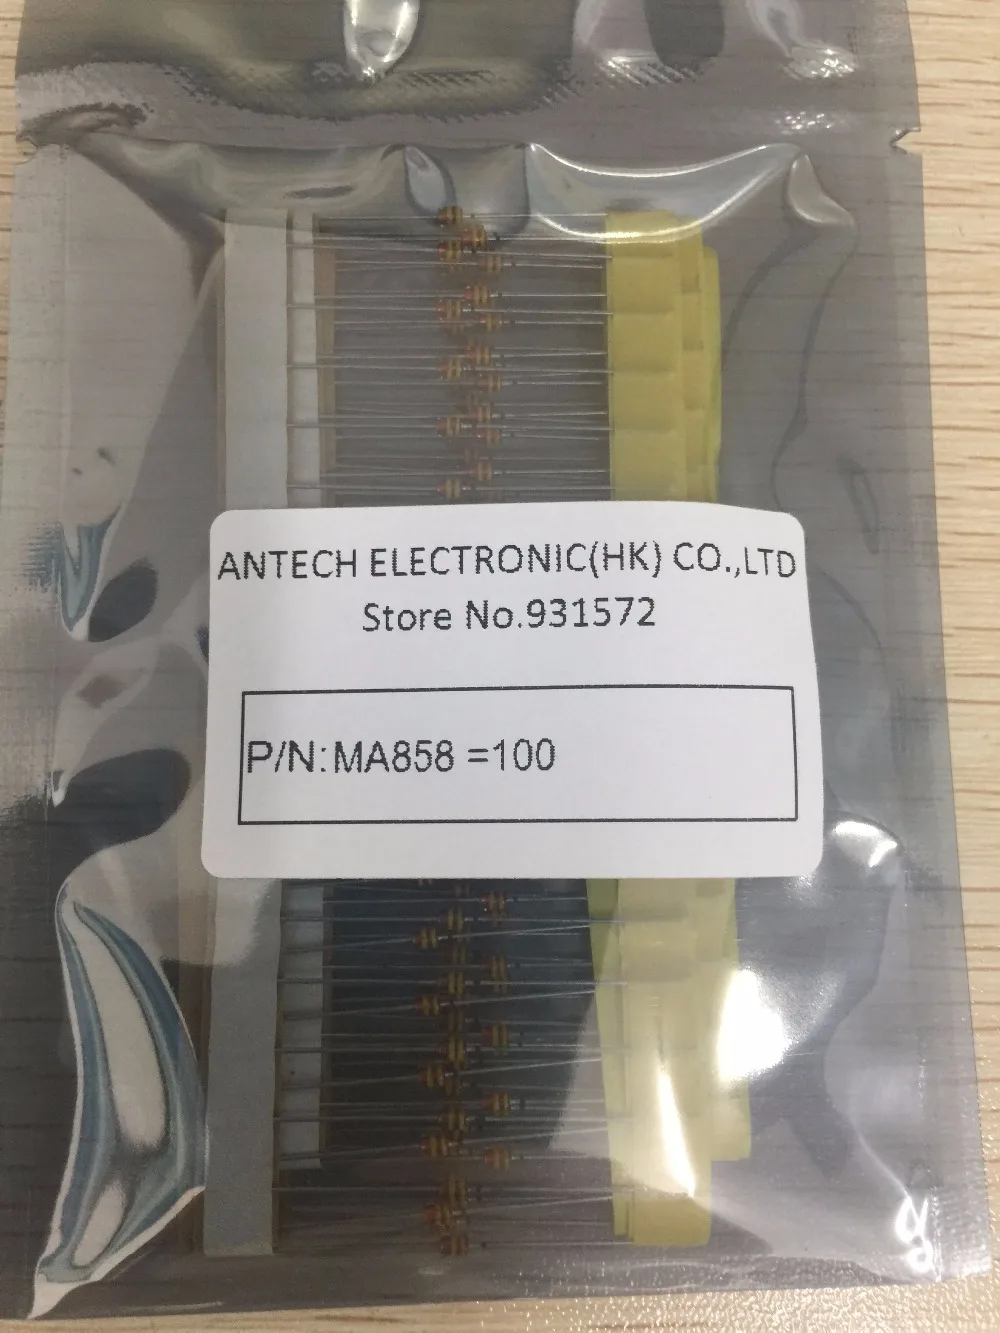 ANTECH ELECTRONIC(HK) CO.,LTD
Store No.931572
P/N:MA858 =100